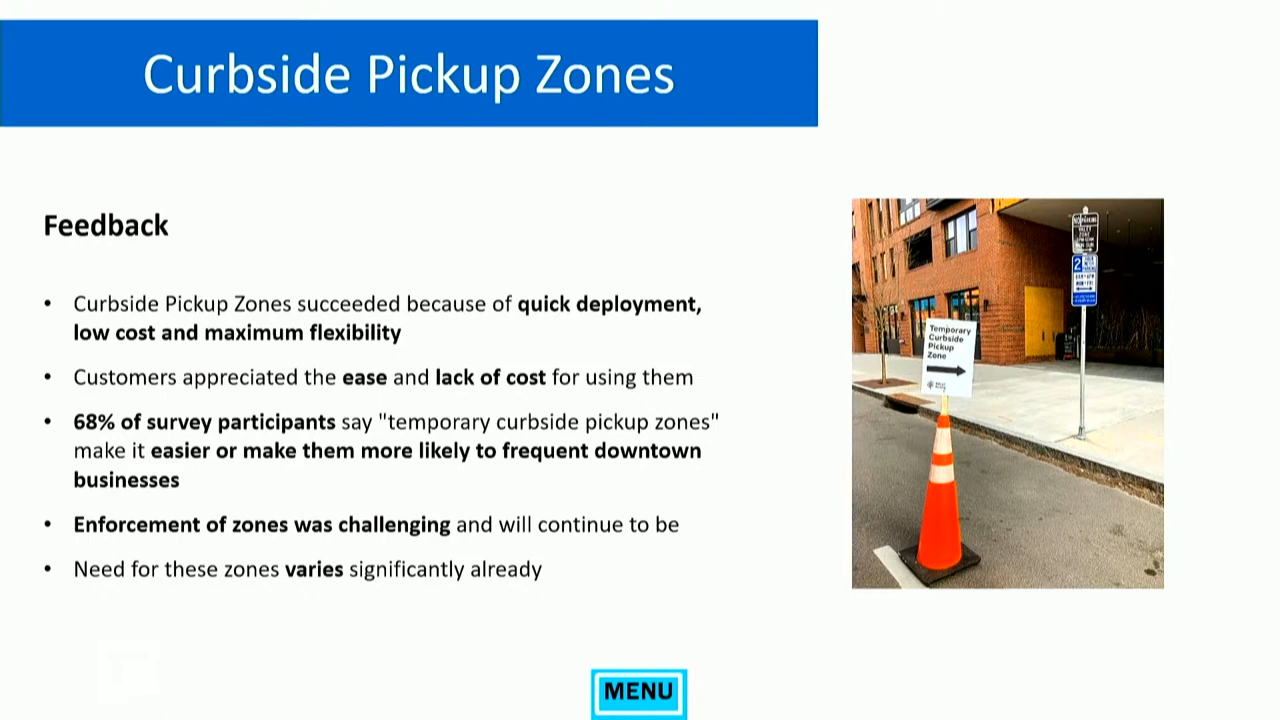 Curbside Pickup Zones
Feedback
• Curbside Pickup Zones succeeded because of quick deployment,
low cost and maximum flexibility
• Customers appreciated the ease and lack of cost for using them
• 68% of survey participants say "temporary curbside pickup zones"
make it easier or make them more likely to frequent downtown
businesses
• Enforcement of zones was challenging and will continue to be
• Need for these zones varies significantly already
Temporary
Curbside
Pickup
Zone
2
MENU